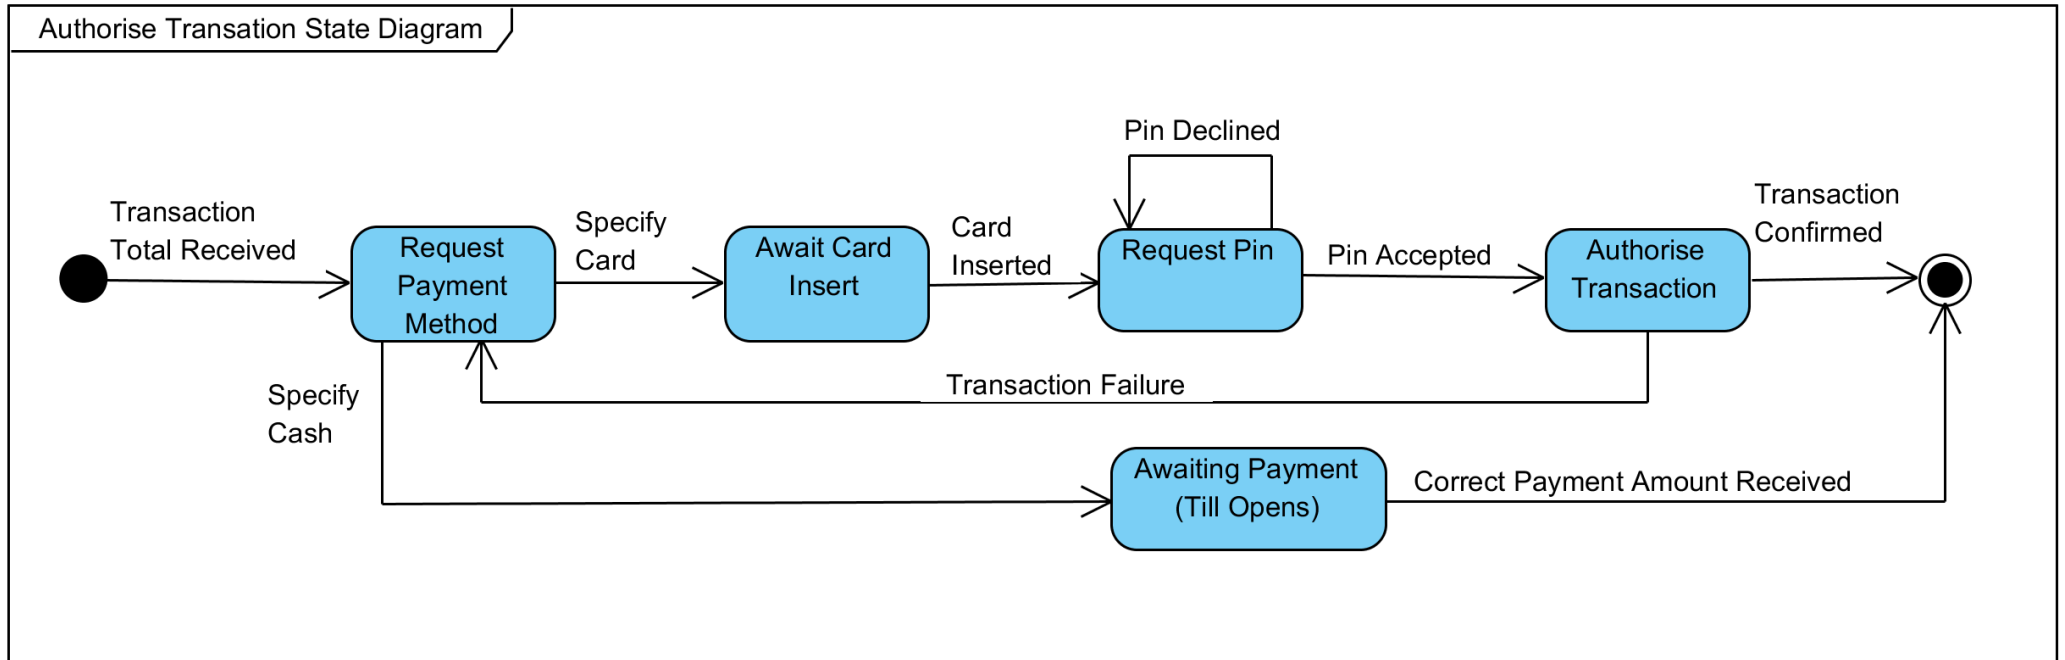 Authorise Transation State Diagram
Pin Declined
Transaction
Total Received
Request
Payment
Method
Specify
Card
Await Card
Insert
Card
Inserted
Request Pin
Pin Accepted
Authorise
Transaction
Transaction
Confirmed
Transaction Failure
Specify
Cash
Awaiting Payment
(Till Opens)
Correct Payment Amount Received